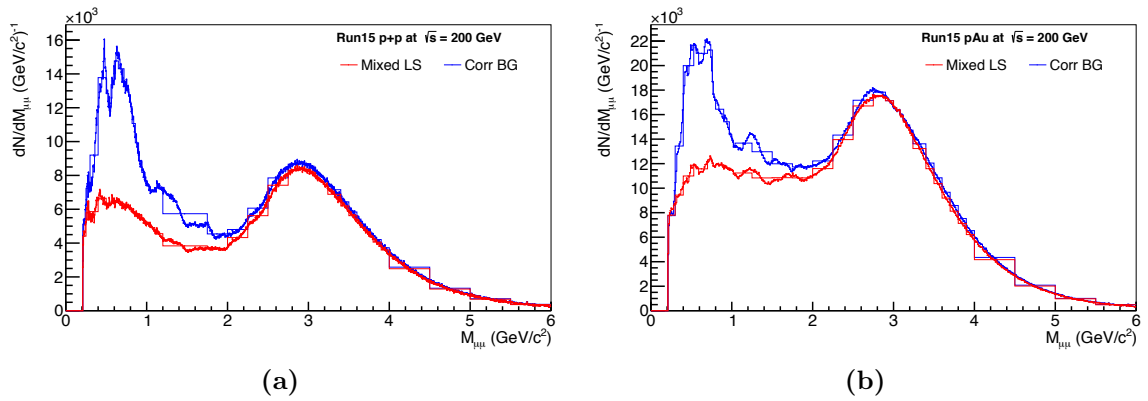 ×10³
Run15 p+p at √s = 200 GeV
Mixed LS Corr BG
dN/dM_μμ (GeV/c²)⁻¹
16
14
12
10
8
6
4
2
0
0 1 2 3 4 5 6
M_μμ (GeV/c²)
(a)
×10³
Run15 pAu at √s = 200 GeV
Mixed LS Corr BG
dN/dM_μμ (GeV/c²)⁻¹
22
20
18
16
14
12
10
8
6
4
2
0
0 1 2 3 4 5 6
M_μμ (GeV/c²)
(b)